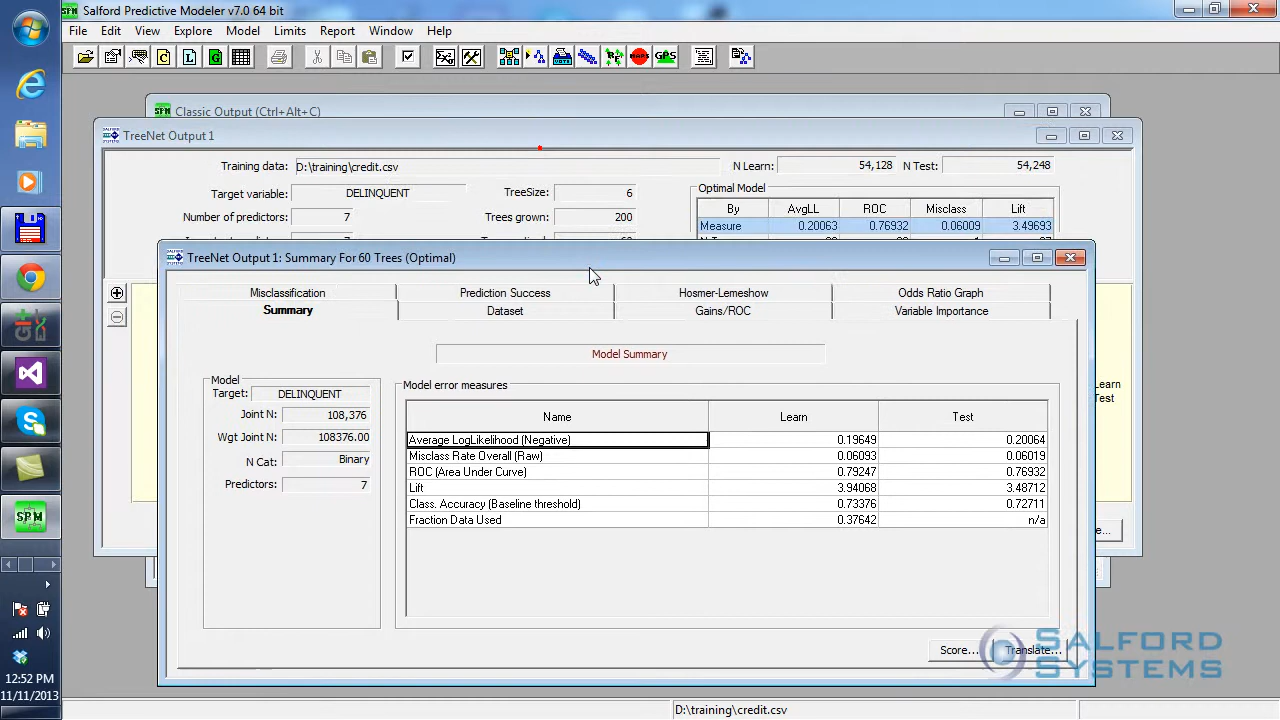 Salford Predictive Modeler v7.0 64 bit
File Edit View Explore Model Limits Report Window Help
Classic Output (Ctrl+Alt+C)
TreeNet Output 1
Training data: D:\training\credit.csv
N Learn: 54,128 N Test: 54,248
Target variable: DELINQUENT
TreeSize: 6
Optimal Model
Number of predictors: 7
Trees grown: 200
By AvgLL ROC Misclass Lift
Measure 0.20063 0.76932 0.06009 3.49693
TreeNet Output 1: Summary For 60 Trees (Optimal)
Misclassification Prediction Success Hosmer-Lemeshow Odds Ratio Graph
Summary Dataset Gains/ROC Variable Importance
Model Summary
Model
Target: DELINQUENT
Joint N: 108,376
Wgt Joint N: 108376.00
N Cat: Binary
Predictors: 7
Model error measures
Name Learn Test
Average LogLikelihood (Negative) 0.19649 0.20064
Misclass Rate Overall (Raw) 0.06093 0.06019
ROC (Area Under Curve) 0.79247 0.76932
Lift 3.94068 3.48712
Class. Accuracy (Baseline threshold) 0.73376 0.72711
Fraction Data Used 0.37642 n/a
Learn
Test
e...
Score... Translate...
SALFORD
SYSTEMS
SPM
12:52 PM
11/11/2013
D:\training\credit.csv